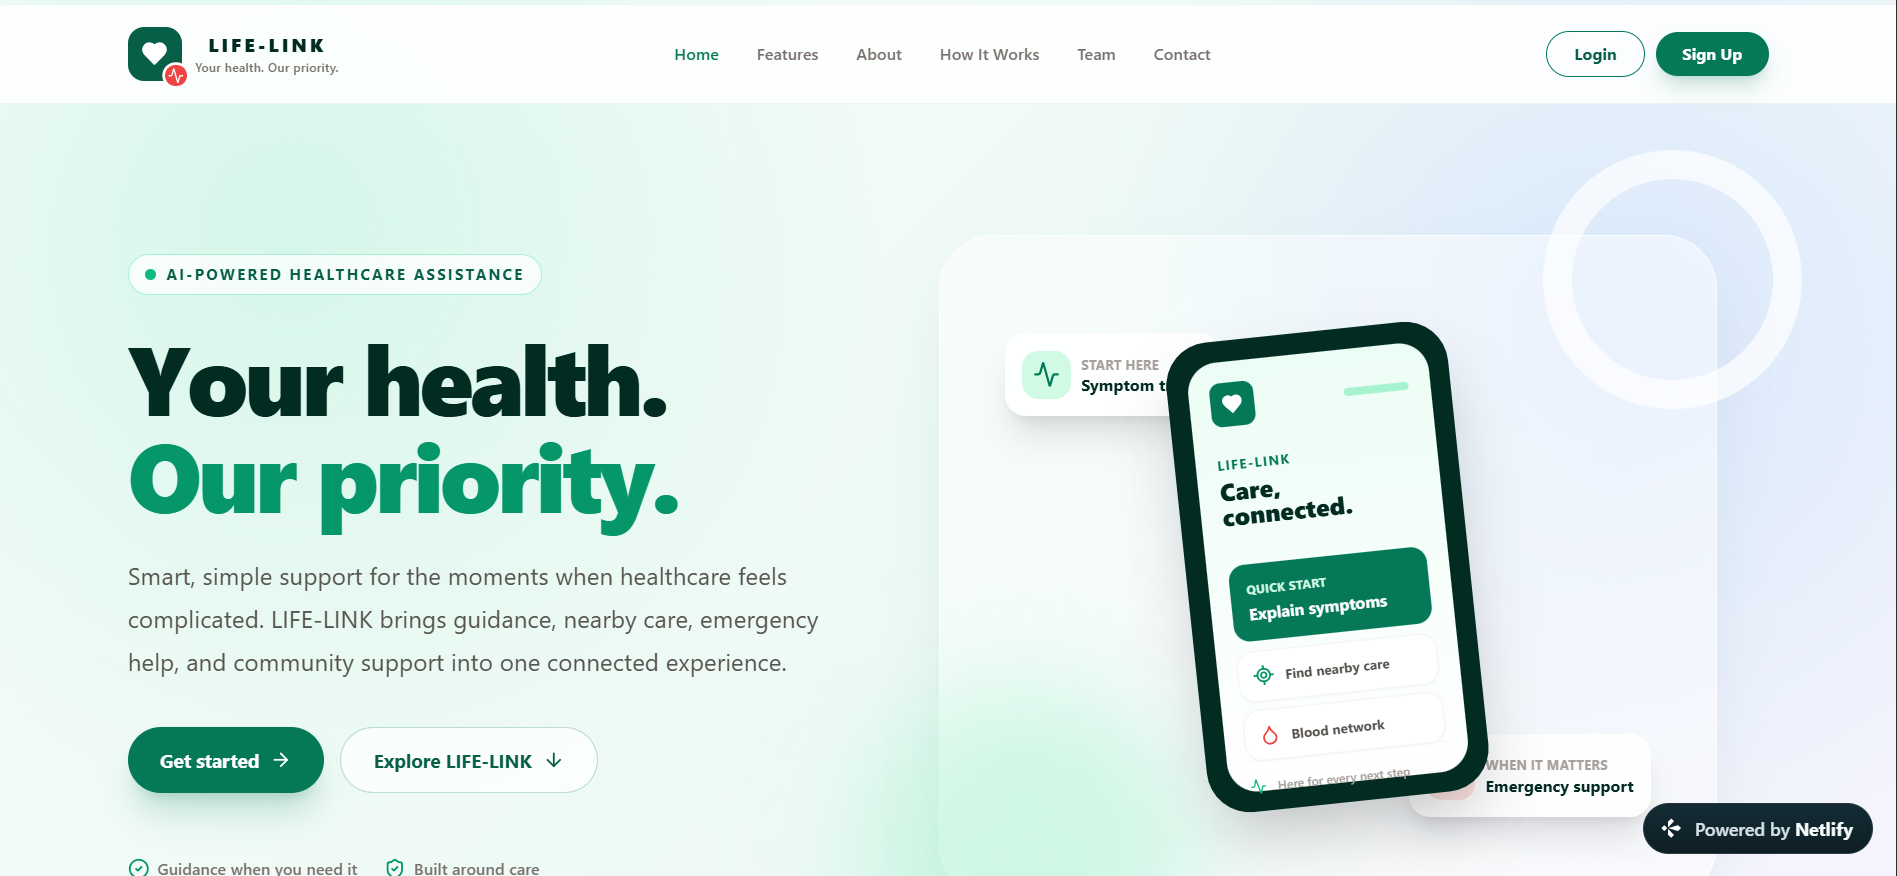 LIFE-LINK
Your health. Our priority.
Home
Features
About
How It Works
Team
Contact
Login
Sign Up
AI-POWERED HEALTHCARE ASSISTANCE
Your health.
Our priority.
Smart, simple support for the moments when healthcare feels
complicated. LIFE-LINK brings guidance, nearby care, emergency
help, and community support into one connected experience.
Get started
Explore LIFE-LINK
Guidance when you need it
Built around care
START HERE
Symptom
LIFE-LINK
Care,
connected.
QUICK START
Explain symptoms
Find nearby care
Blood network
Here for every next step
WHEN IT MATTERS
Emergency support
Powered by Netlify